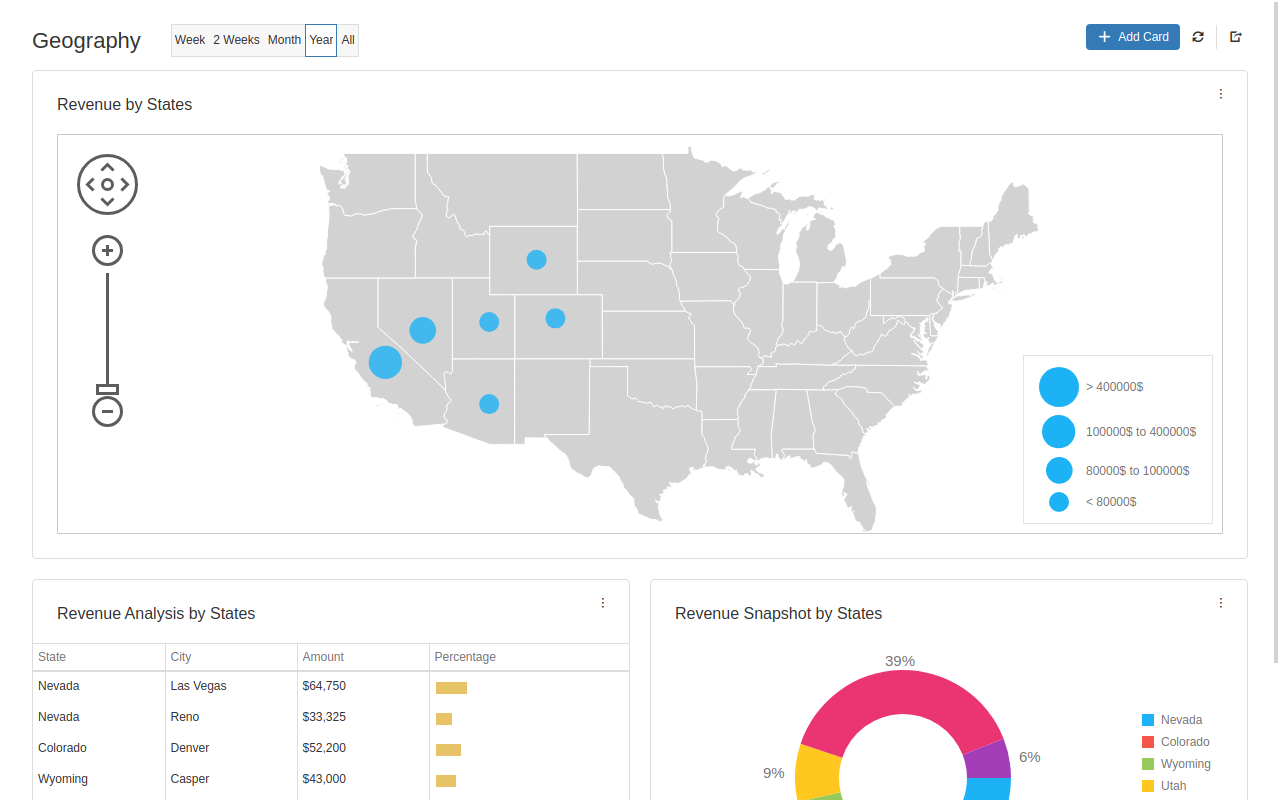 Geography
Week 2 Weeks Month Year All
Add Card
Revenue by States
> 400000$
100000$ to 400000$
80000$ to 100000$
< 80000$
Revenue Analysis by States
State City Amount Percentage
Nevada Las Vegas $64,750
Nevada Reno $33,325
Colorado Denver $52,200
Wyoming Casper $43,000
Revenue Snapshot by States
39%
6%
9%
Nevada
Colorado
Wyoming
Utah